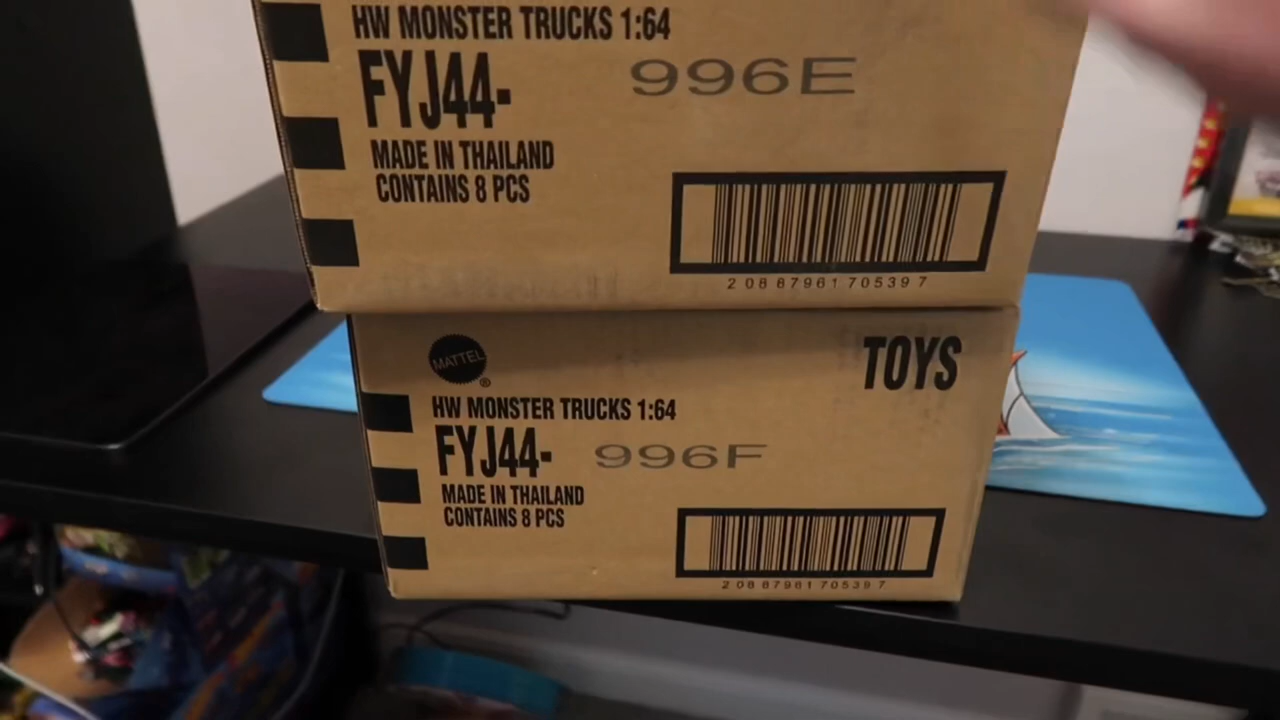 HW MONSTER TRUCKS 1:64
FYJ44- 996E
MADE IN THAILAND
CONTAINS 8 PCS
2 08 87961 70539 7
MATTEL ®
TOYS
HW MONSTER TRUCKS 1:64
FYJ44- 996F
MADE IN THAILAND
CONTAINS 8 PCS
2 08 87961 70539 7